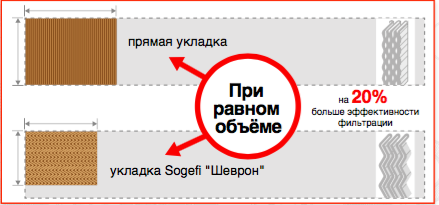 прямая укладка
При
равном
объёме
на 20%
больше эффективности
фильтрации
укладка Sogefi "Шеврон"